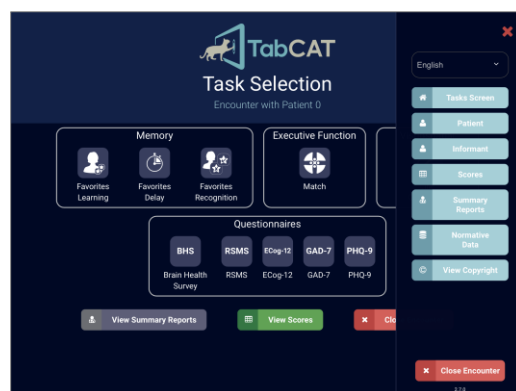 TabCAT
Task Selection
Encounter with Patient 0
Memory
Favorites
Learning
Favorites
Delay
Favorites
Recognition
Executive Function
Match
Questionnaires
BHS
Brain Health
Survey
RSMS
RSMS
ECog-12
ECog-12
GAD-7
GAD-7
PHQ-9
PHQ-9
View Summary Reports
View Scores
Clo
English
Tasks Screen
Patient
Informant
Scores
Summary
Reports
Normative
Data
View Copyright
Close Encounter